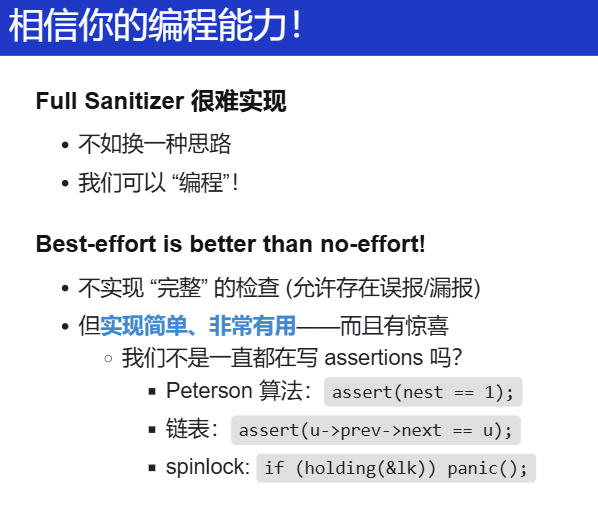 相信你的编程能力！
Full Sanitizer 很难实现
不如换一种思路
我们可以 “编程”！
Best-effort is better than no-effort!
不实现 “完整” 的检查 (允许存在误报/漏报)
但实现简单、非常有用——而且有惊喜
我们不是一直都在写 assertions 吗？
Peterson 算法： assert(nest == 1);
链表： assert(u->prev->next == u);
spinlock: if (holding(&lk)) panic();